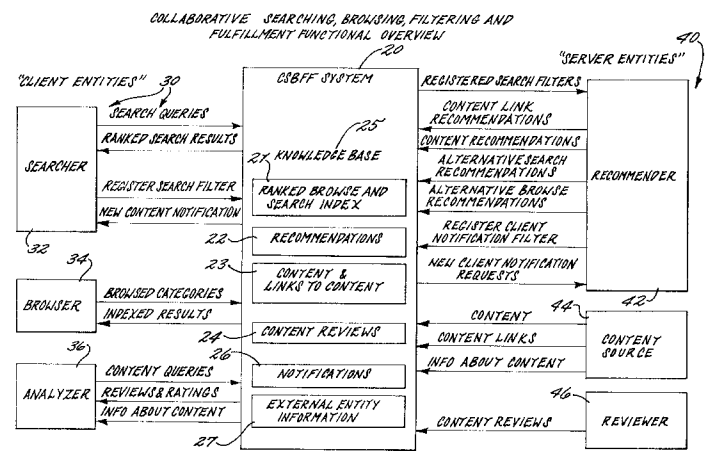 COLLABORATIVE SEARCHING, BROWSING, FILTERING AND
FULFILLMENT FUNCTIONAL OVERVIEW
20
40
"CLIENT ENTITIES"
30
"SERVER ENTITIES"
CSBFF SYSTEM
SEARCH QUERIES
RANKED SEARCH RESULTS
SEARCHER
REGISTER SEARCH FILTER
NEW CONTENT NOTIFICATION
32
34
BROWSER
BROWSED CATEGORIES
INDEXED RESULTS
36
ANALYZER
CONTENT QUERIES
REVIEWS & RATINGS
INFO ABOUT CONTENT
25
KNOWLEDGE BASE
21
RANKED BROWSE AND
SEARCH INDEX
22
RECOMMENDATIONS
23
CONTENT &
LINKS TO CONTENT
24
CONTENT REVIEWS
26
NOTIFICATIONS
EXTERNAL ENTITY
INFORMATION
27
REGISTERED SEARCH FILTERS
CONTENT LINK
RECOMMENDATIONS
CONTENT RECOMMENDATIONS
ALTERNATIVE SEARCH
RECOMMENDATIONS
ALTERNATIVE BROWSE
RECOMMENDATIONS
REGISTER CLIENT
NOTIFICATION FILTER
NEW CLIENT NOTIFICATION
REQUESTS
RECOMMENDER
42
CONTENT
CONTENT LINKS
INFO ABOUT CONTENT
44
CONTENT
SOURCE
46
CONTENT REVIEWS
REVIEWER